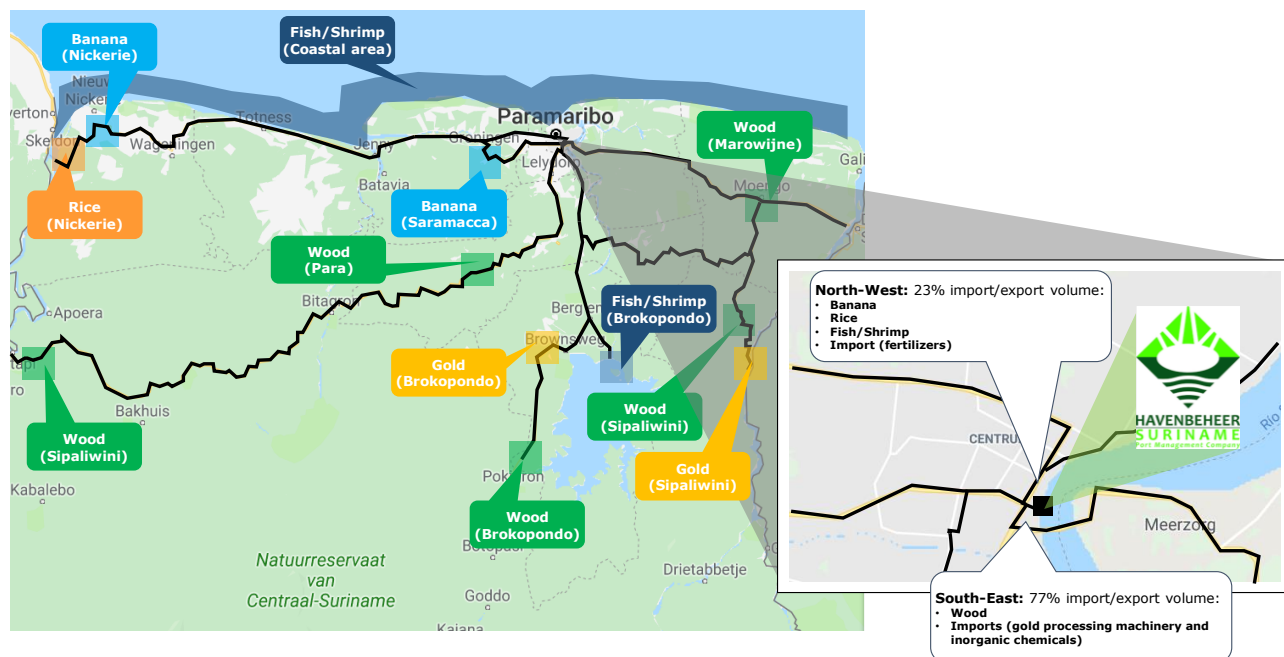 Banana
(Nickerie)
Fish/Shrimp
(Coastal area)
Nieuw
Nickerie
Skeldon
Totness
Wageningen
Paramaribo
Groningen
Jenny
Lelydorp
Batavia
Wood
(Marowijne)
Moengo
Rice
(Nickerie)
Banana
(Saramacca)
Wood
(Para)
Bitagron
Apoera
Fish/Shrimp
(Brokopondo)
Brownsweg
Gold
(Brokopondo)
Bakhuis
Wood
(Sipaliwini)
Wood
(Sipaliwini)
Gold
(Sipaliwini)
Kabalebo
Wood
(Brokopondo)
Natuurreservaat
van
Centraal-Suriname
Drietabbetje
Goddo
Kajana
North-West: 23% import/export volume:
• Banana
• Rice
• Fish/Shrimp
• Import (fertilizers)
HAVENBEHEER
SURINAME
Port Management Company
CENTRU
Meerzorg
South-East: 77% import/export volume:
• Wood
• Imports (gold processing machinery and
inorganic chemicals)